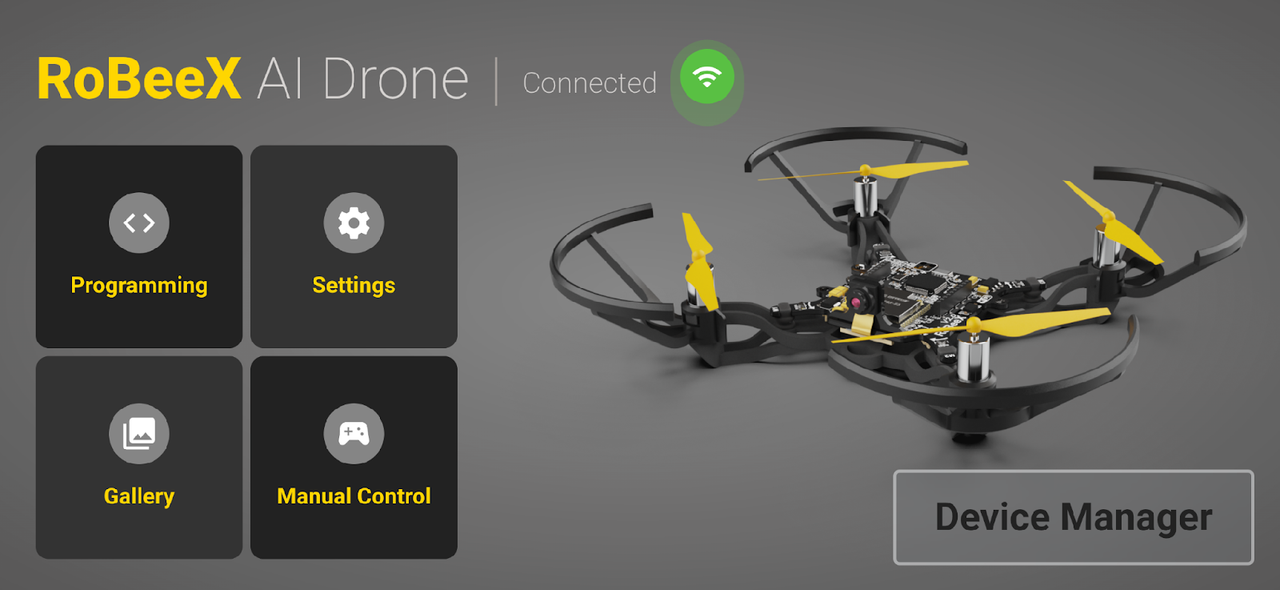 RoBeeX AI Drone | Connected
Programming
Settings
Gallery
Manual Control
Device Manager